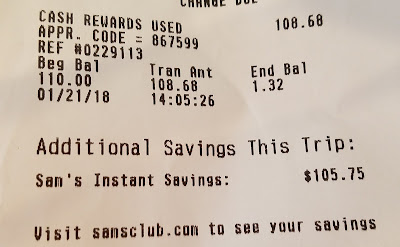 CHANGE DUE
CASH REWARDS USED 108.68
APPR. CODE = 867599
REF #0229113
Beg Bal Tran Amt End Bal
110.00 108.68 1.32
01/21/18 14:05:26
Additional Savings This Trip:
Sam's Instant Savings: $105.75
Visit samsclub.com to see your savings